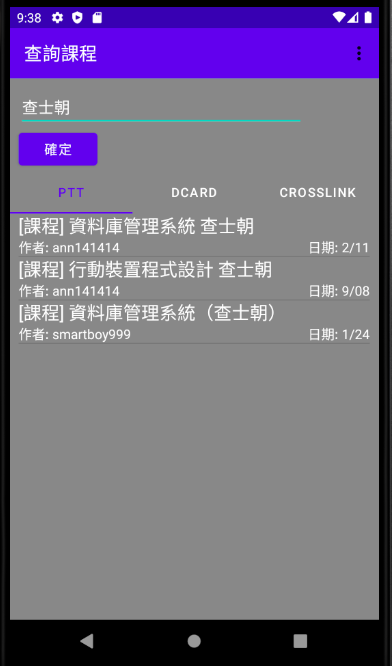 9:38
查詢課程
查士朝
確定
PTT DCARD CROSSLINK
[課程] 資料庫管理系統 查士朝
作者: ann141414 日期: 2/11
[課程] 行動裝置程式設計 查士朝
作者: ann141414 日期: 9/08
[課程] 資料庫管理系統（查士朝）
作者: smartboy999 日期: 1/24